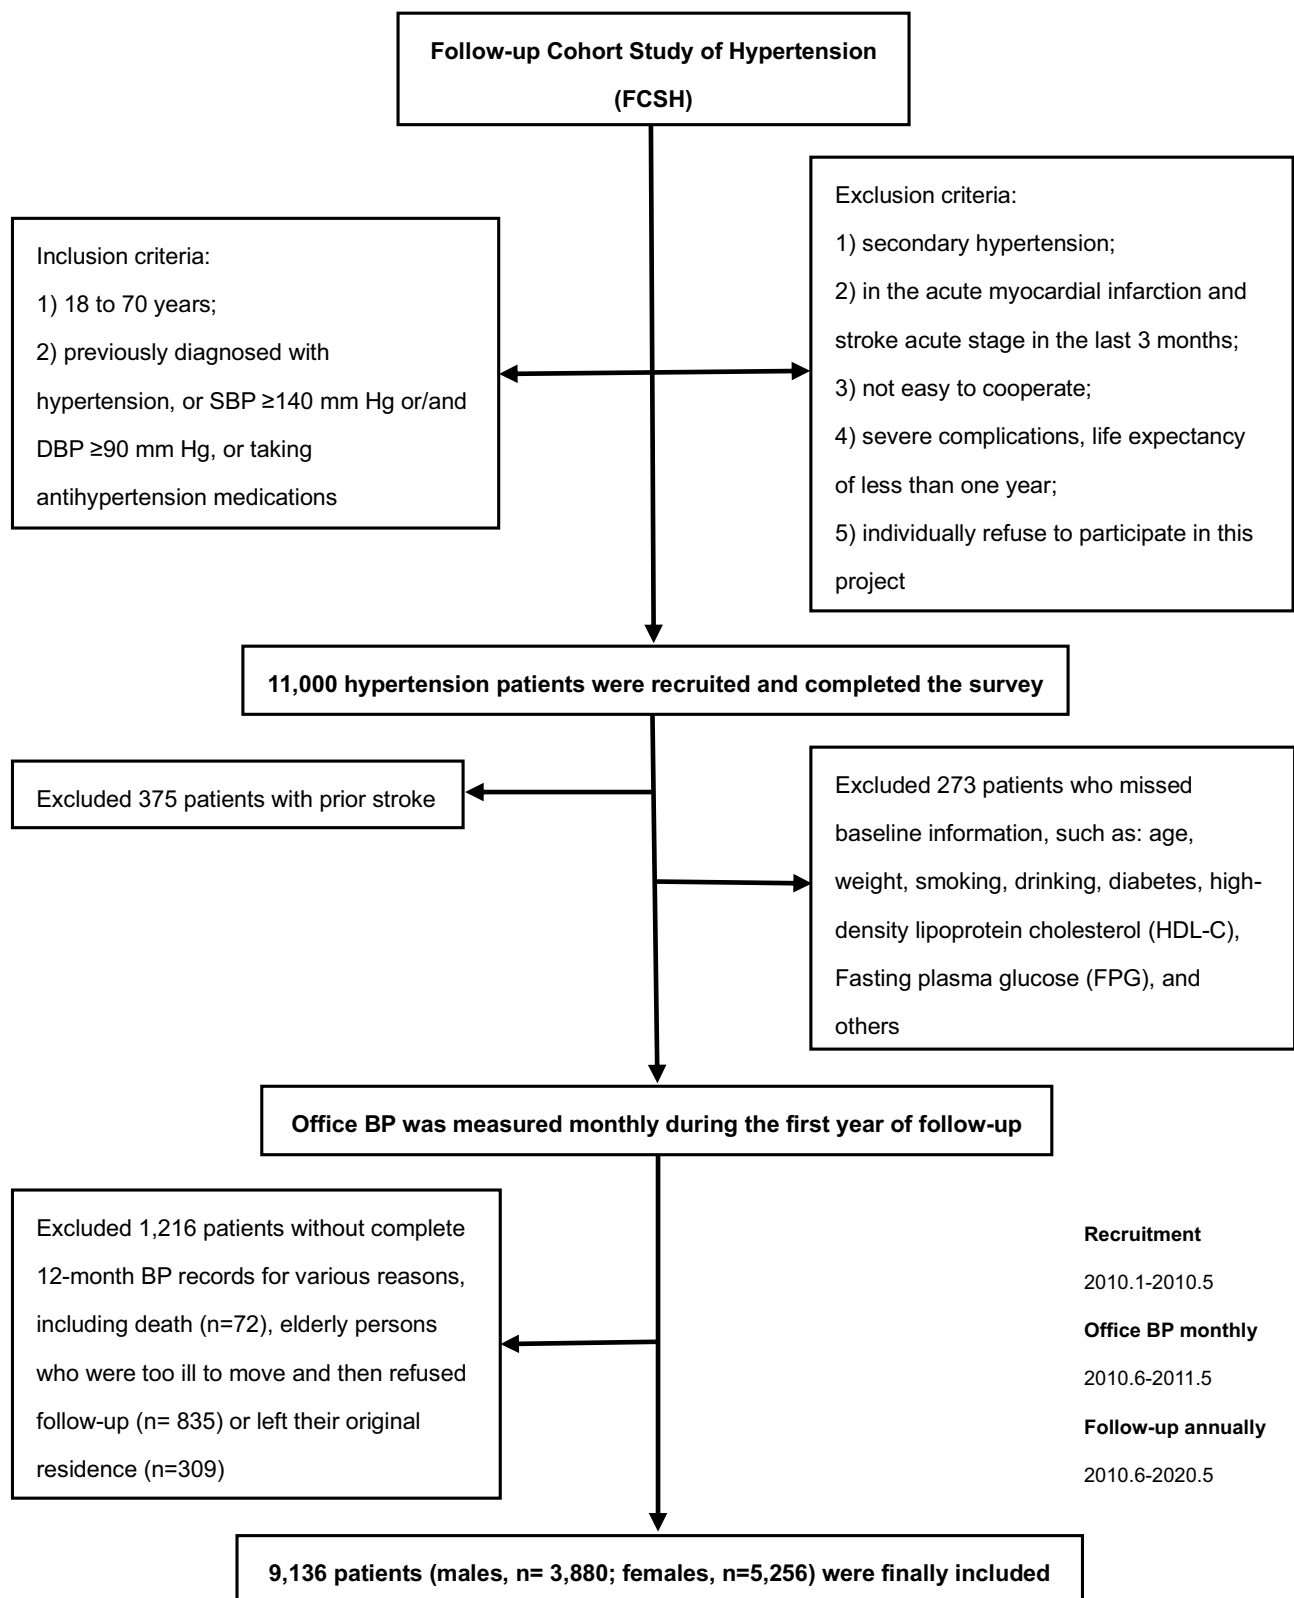 Follow-up Cohort Study of Hypertension
(FCSH)
Inclusion criteria:
1) 18 to 70 years;
2) previously diagnosed with
hypertension, or SBP ≥140 mm Hg or/and
DBP ≥90 mm Hg, or taking
antihypertension medications
Exclusion criteria:
1) secondary hypertension;
2) in the acute myocardial infarction and
stroke acute stage in the last 3 months;
3) not easy to cooperate;
4) severe complications, life expectancy
of less than one year;
5) individually refuse to participate in this
project
11,000 hypertension patients were recruited and completed the survey
Excluded 375 patients with prior stroke
Excluded 273 patients who missed
baseline information, such as: age,
weight, smoking, drinking, diabetes, high-
density lipoprotein cholesterol (HDL-C),
Fasting plasma glucose (FPG), and
others
Office BP was measured monthly during the first year of follow-up
Excluded 1,216 patients without complete
12-month BP records for various reasons,
including death (n=72), elderly persons
who were too ill to move and then refused
follow-up (n= 835) or left their original
residence (n=309)
Recruitment
2010.1-2010.5
Office BP monthly
2010.6-2011.5
Follow-up annually
2010.6-2020.5
9,136 patients (males, n= 3,880; females, n=5,256) were finally included